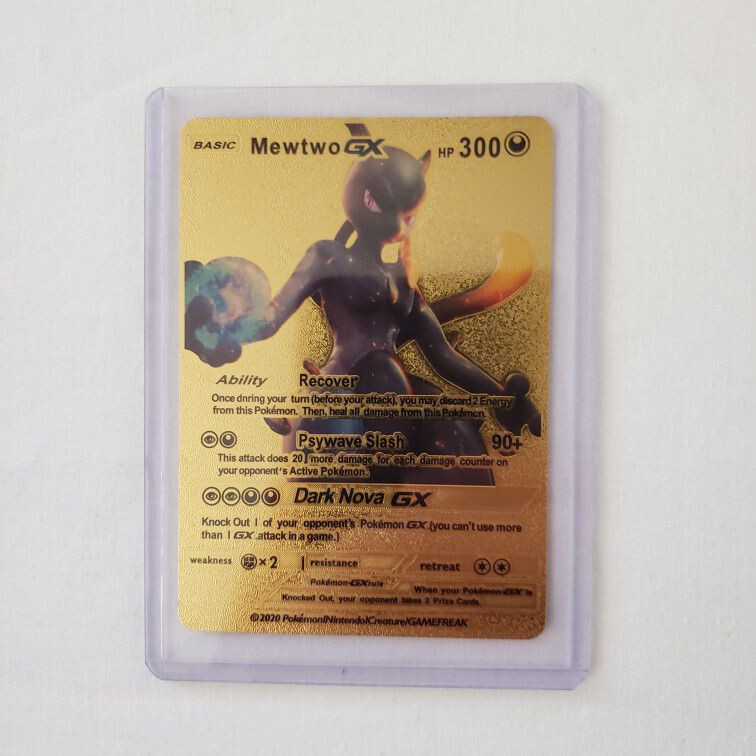 BASIC Mewtwo GX HP 300
Ability Recover
Once dnring your turn (before your attack), you may discard 2 Energy
from this Pokémon. Then, heal all damage from this Pokémon.
Psywave Slash 90+
This attack does 20 more damage for each damage counter on
your opponent's Active Pokémon.
Dark Nova GX
Knock Out 1 of your opponent's Pokémon GX.(you can't use more
than 1 GX attack in a game.)
weakness ×2 resistance retreat
Pokémon-GXrule When your Pokémon-GX is
Knocked Out, your opponent takes 2 Prize Cards.
©2020 Pokémon/Nintendo/Creature/GAMEFREAK